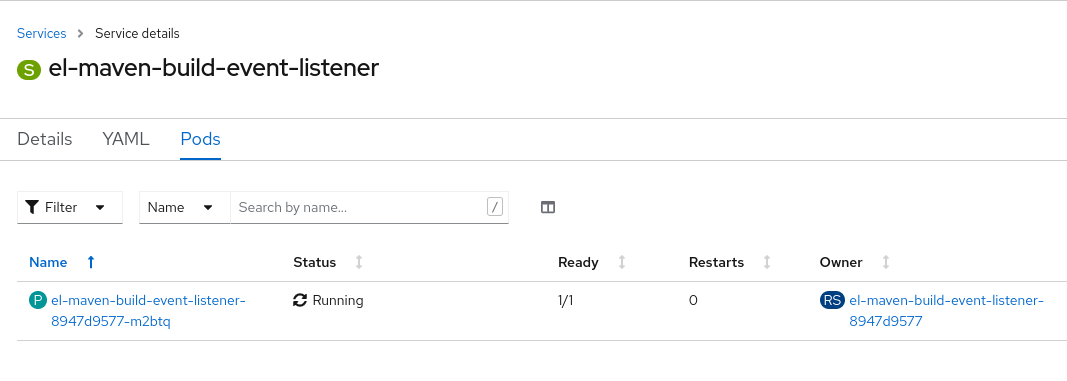 Services > Service details
S el-maven-build-event-listener
Details YAML Pods
Filter Name Search by name... /
Name Status Ready Restarts Owner
P el-maven-build-event-listener- Running 1/1 0 RS el-maven-build-event-listener-
8947d9577-m2btq 8947d9577